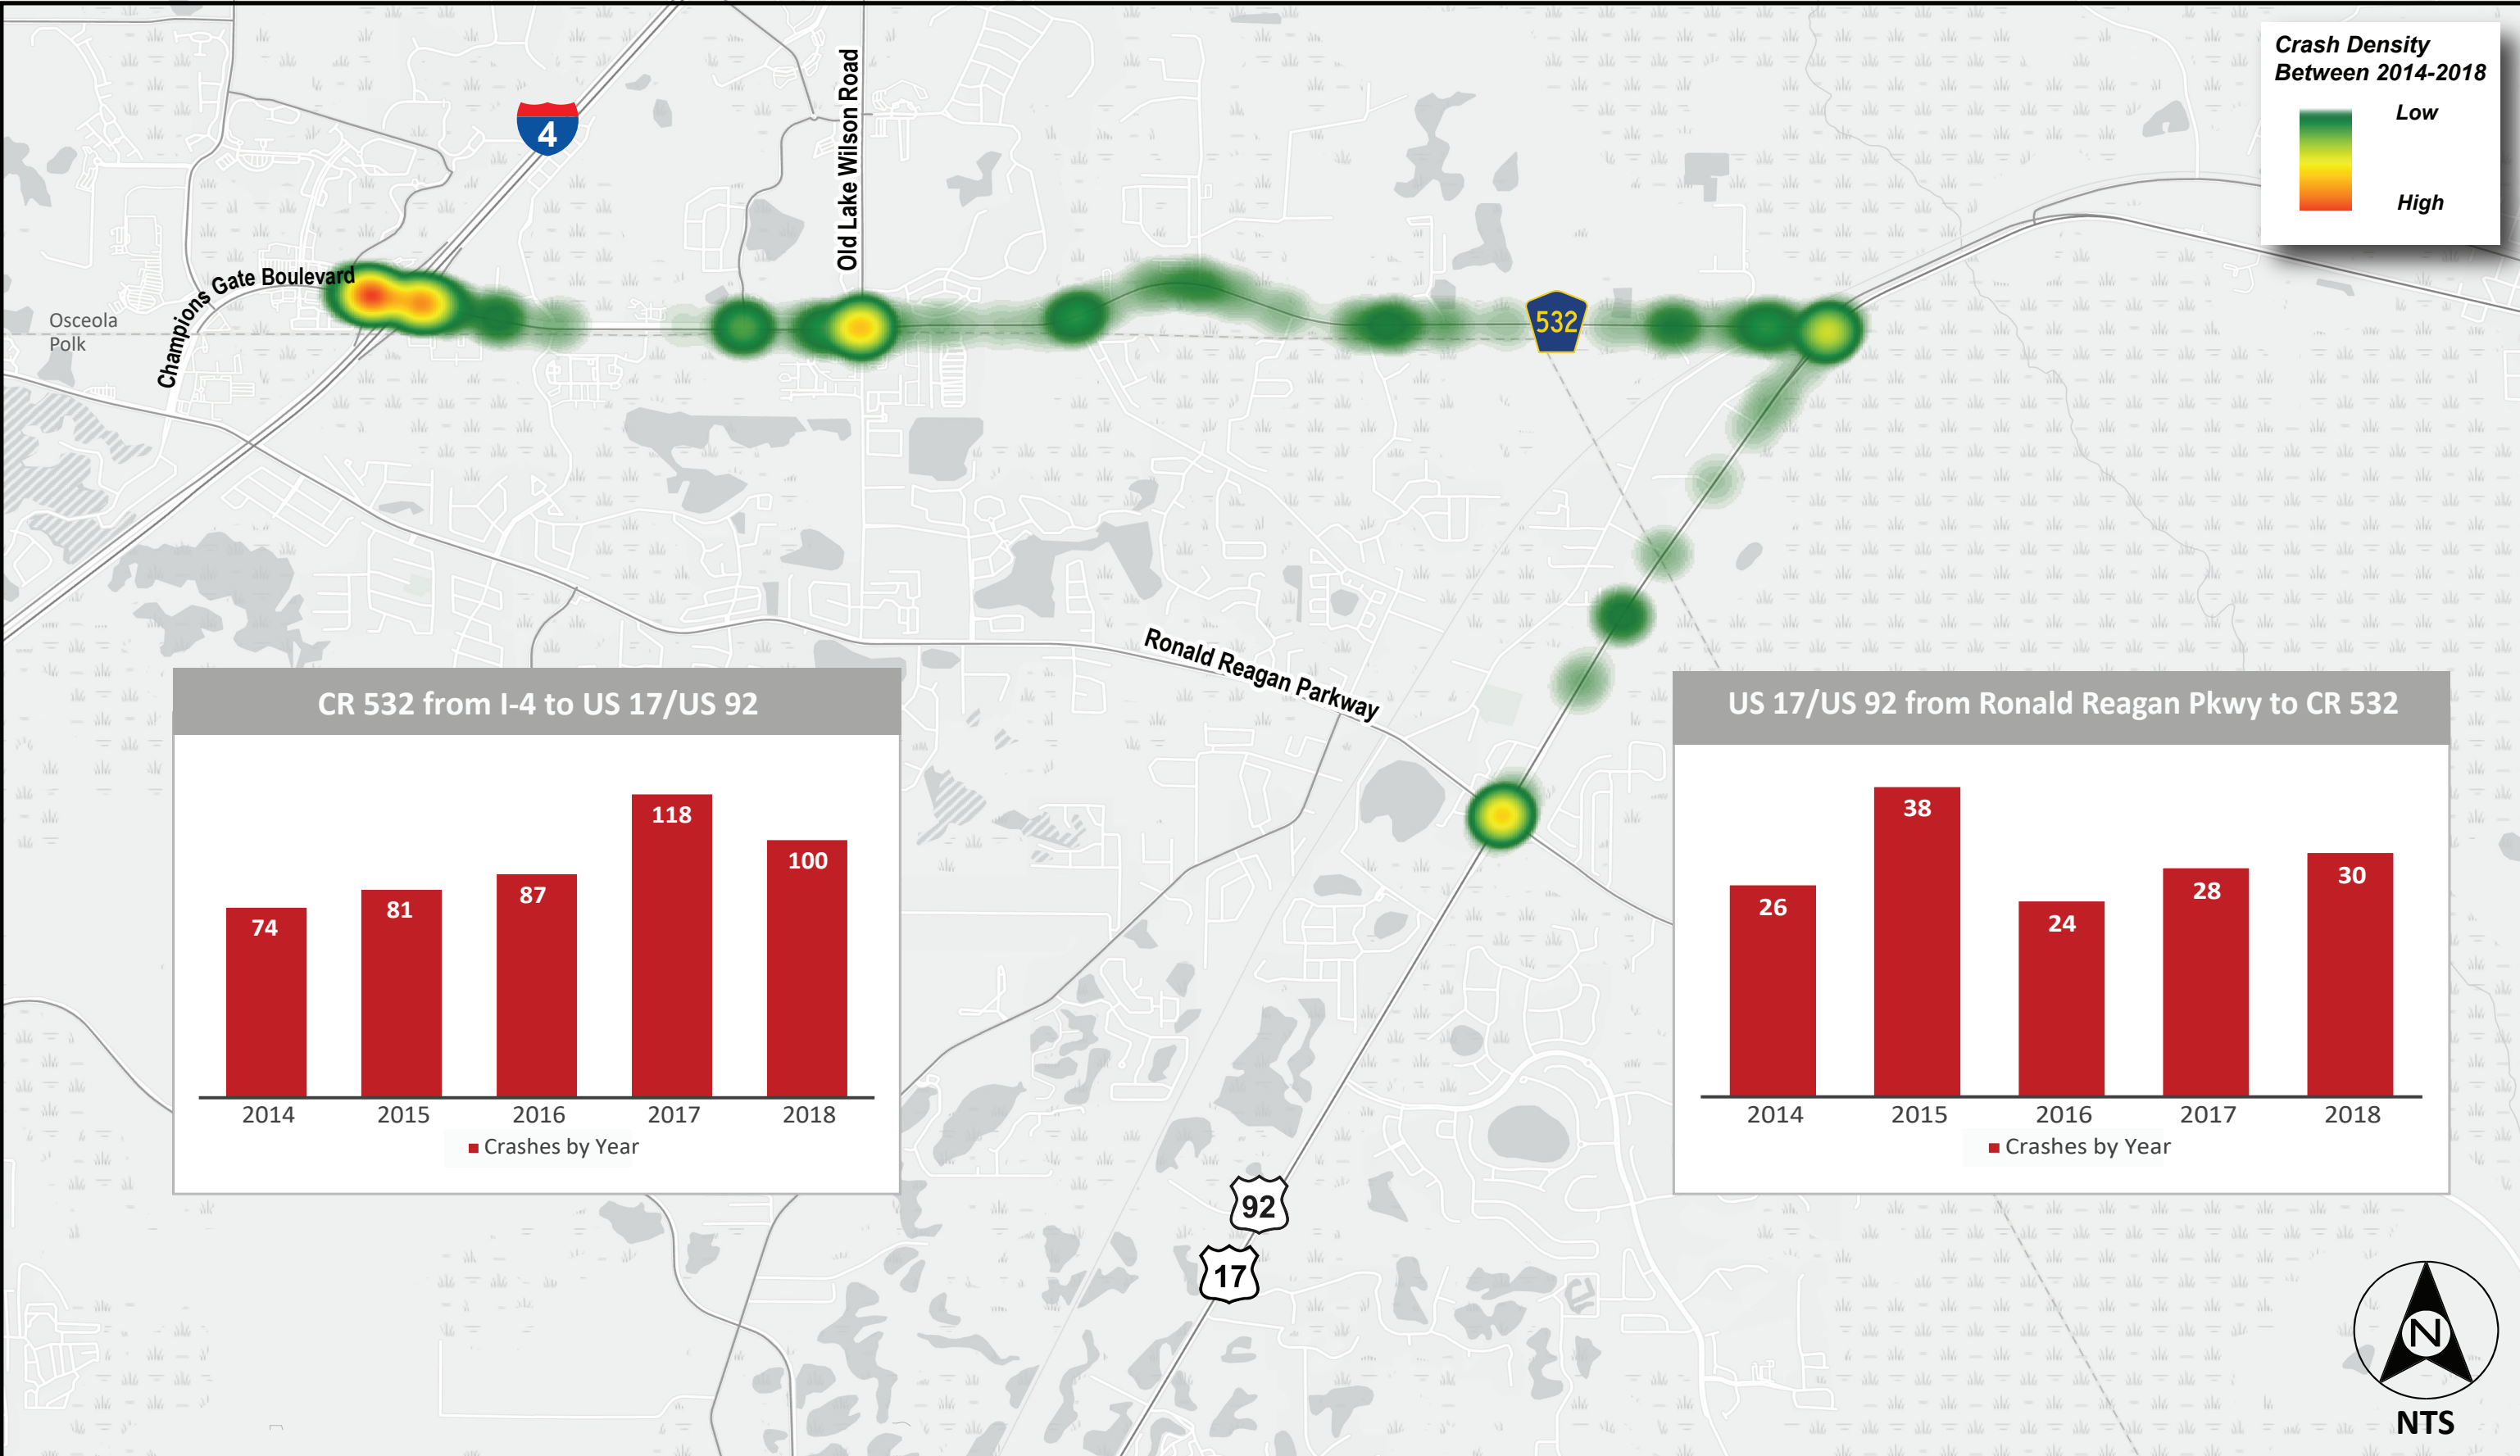 Crash Density
Between 2014-2018
Low
High
4
Old Lake Wilson Road
Champions Gate Boulevard
Osceola
Polk
532
Ronald Reagan Parkway
CR 532 from I-4 to US 17/US 92
118
100
87
81
74
2014 2015 2016 2017 2018
Crashes by Year
US 17/US 92 from Ronald Reagan Pkwy to CR 532
38
30
28
26
24
2014 2015 2016 2017 2018
Crashes by Year
92
17
N
NTS